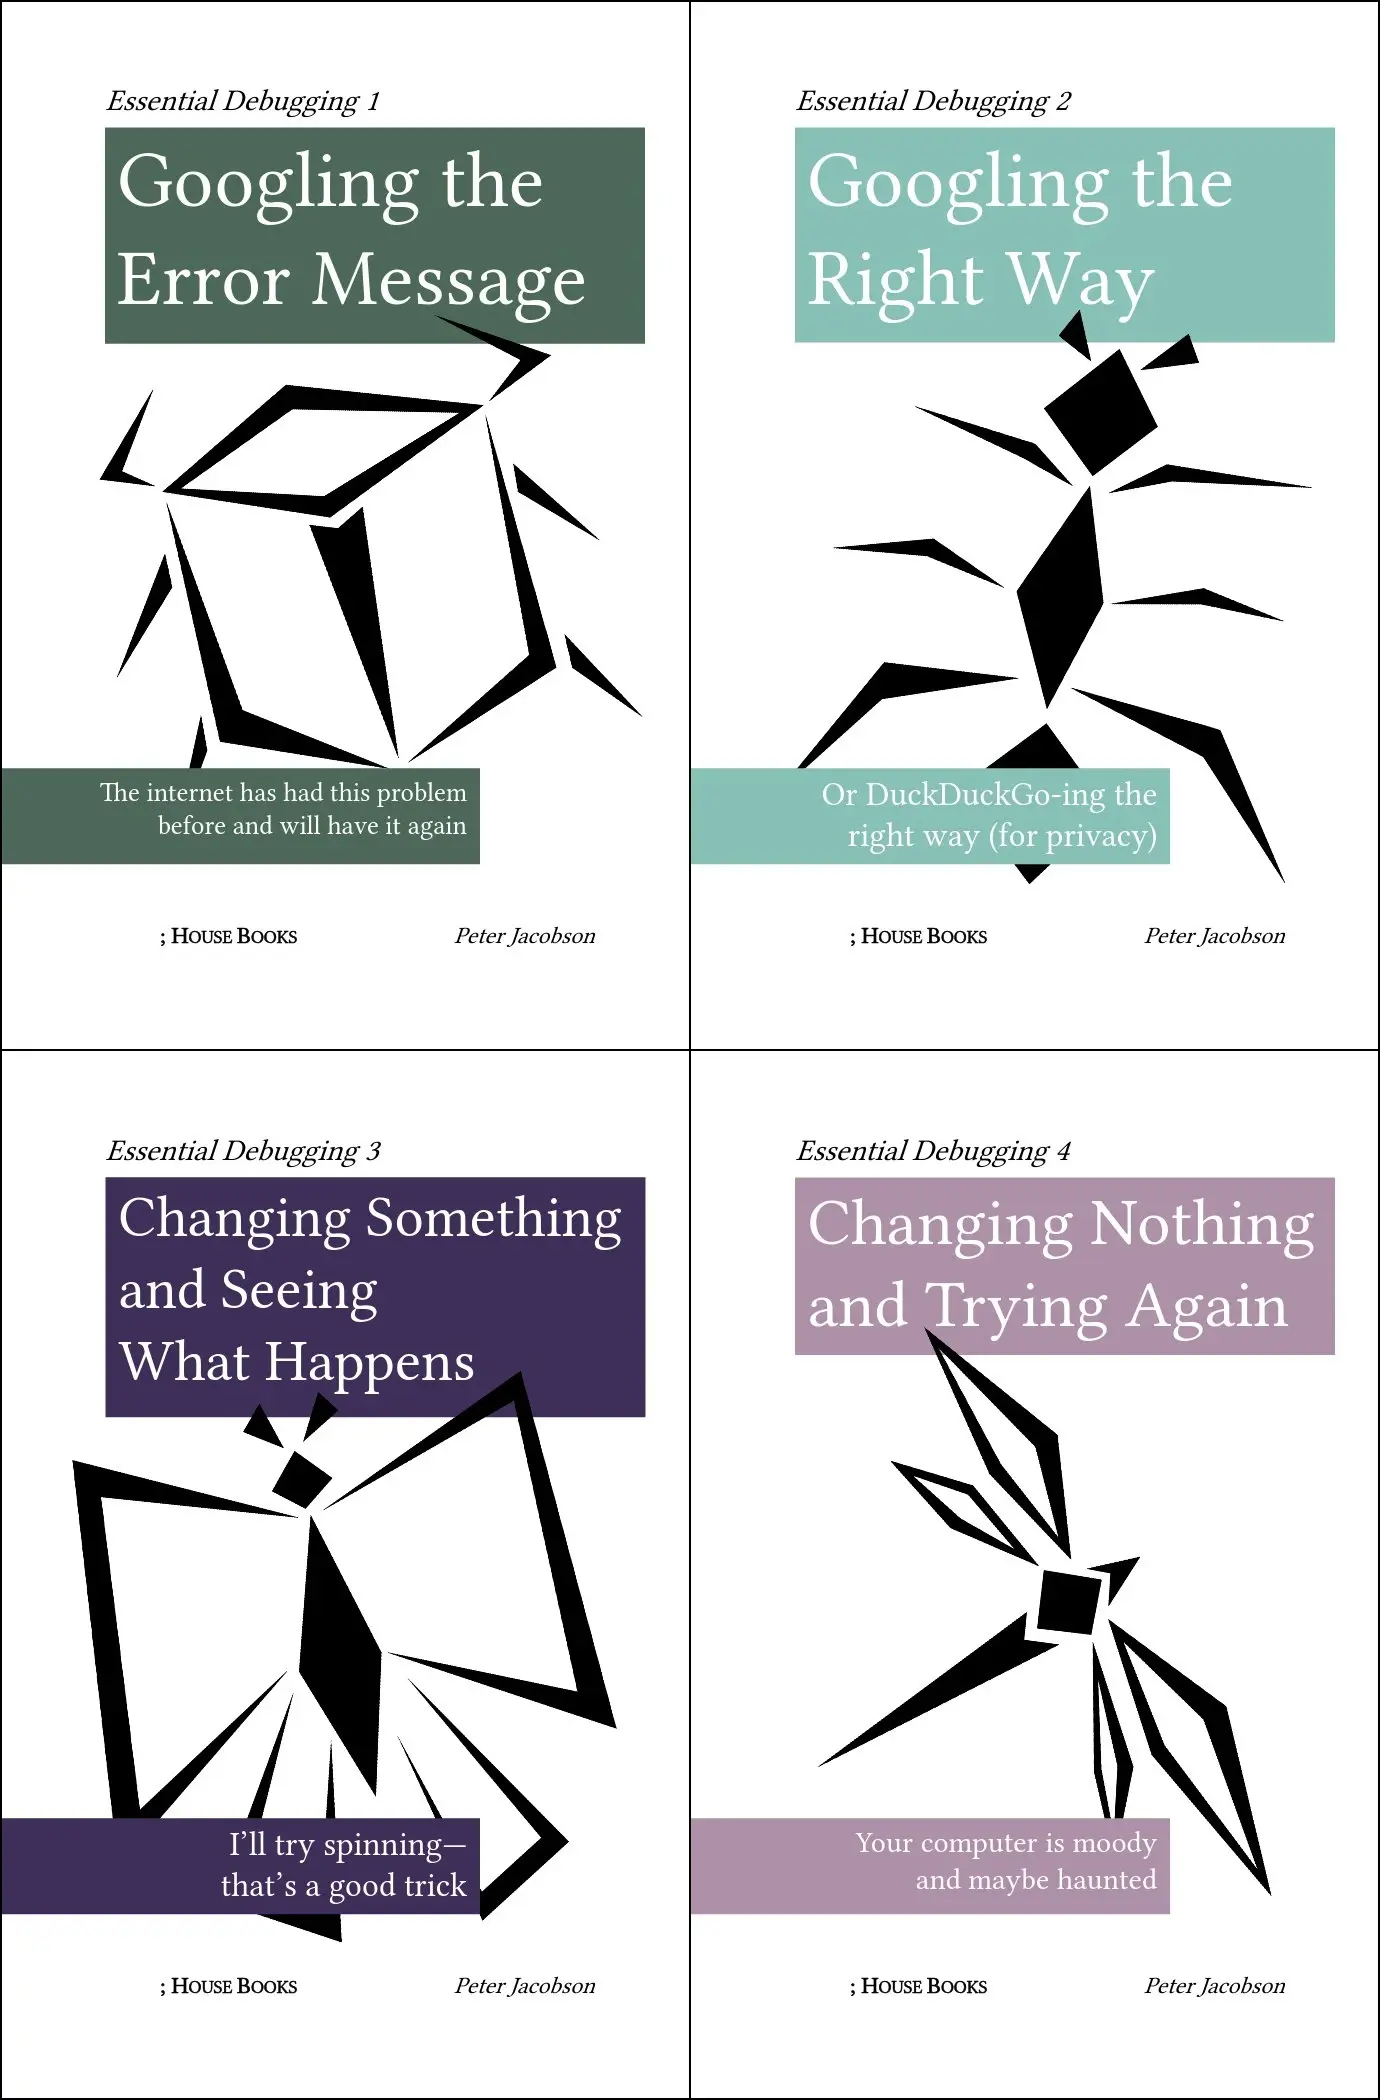 Essential Debugging 1
Googling the
Error Message
The internet has had this problem
before and will have it again
; House Books
Peter Jacobson
Essential Debugging 2
Googling the
Right Way
Or DuckDuckGo-ing the
right way (for privacy)
; House Books
Peter Jacobson
Essential Debugging 3
Changing Something
and Seeing
What Happens
I’ll try spinning—
that’s a good trick
; House Books
Peter Jacobson
Essential Debugging 4
Changing Nothing
and Trying Again
Your computer is moody
and maybe haunted
; House Books
Peter Jacobson